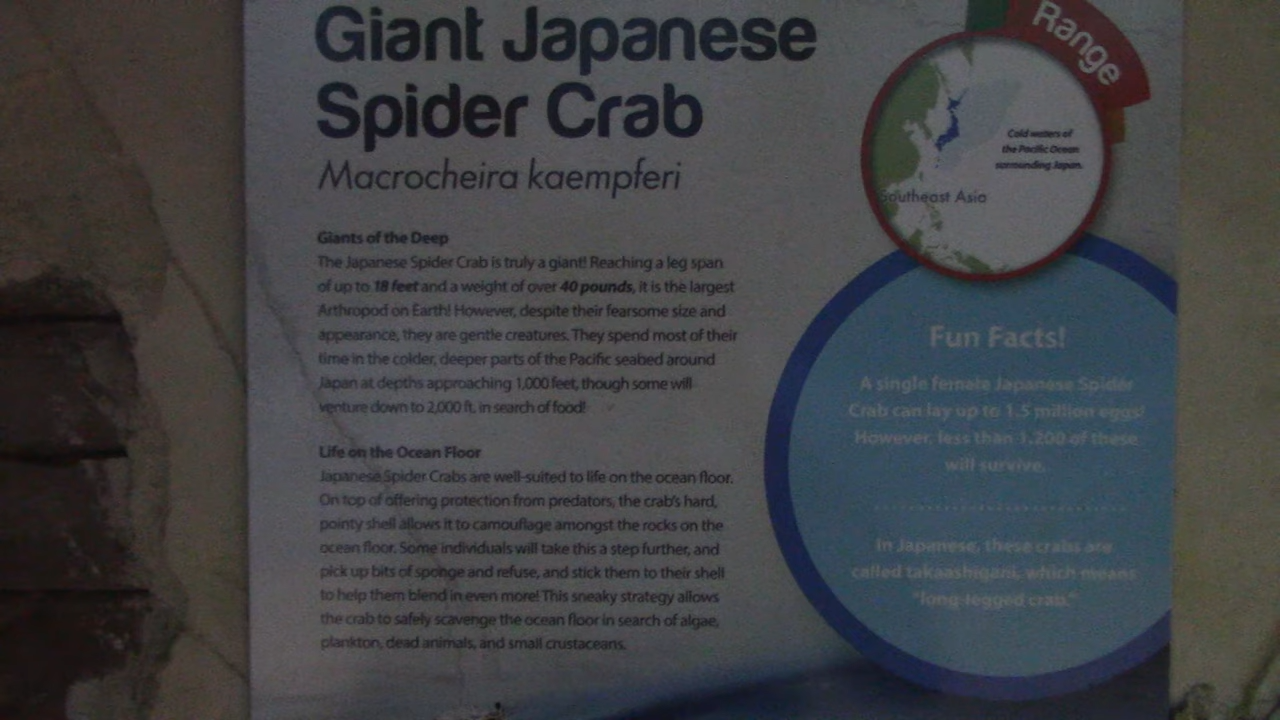 Giant Japanese
Spider Crab
Macrocheira kaempferi
Giants of the Deep
The Japanese Spider Crab is truly a giant! Reaching a leg span
of up to 18 feet and a weight of over 40 pounds, it is the largest
Arthropod on Earth! However, despite their fearsome size and
appearance, they are gentle creatures. They spend most of their
time in the colder, deeper parts of the Pacific seabed around
Japan at depths approaching 1,000 feet, though some will
venture down to 2,000 ft. in search of food!
Life on the Ocean Floor
Japanese Spider Crabs are well-suited to life on the ocean floor.
On top of offering protection from predators, the crab's hard,
pointy shell allows it to camouflage amongst the rocks on the
ocean floor. Some individuals will take this a step further, and
pick up bits of sponge and refuse, and stick them to their shell
to help them blend in even more! This sneaky strategy allows
the crab to safely scavenge the ocean floor in search of algae,
plankton, dead animals, and small crustaceans.
Range
Cold waters of
the Pacific Ocean
surrounding Japan.
Southeast Asia
Fun Facts!
A single female Japanese Spider
Crab can lay up to 1.5 million eggs!
However, less than 1,200 of these
will survive.
In Japanese, these crabs are
called takaashigani, which means
"long-legged crab."